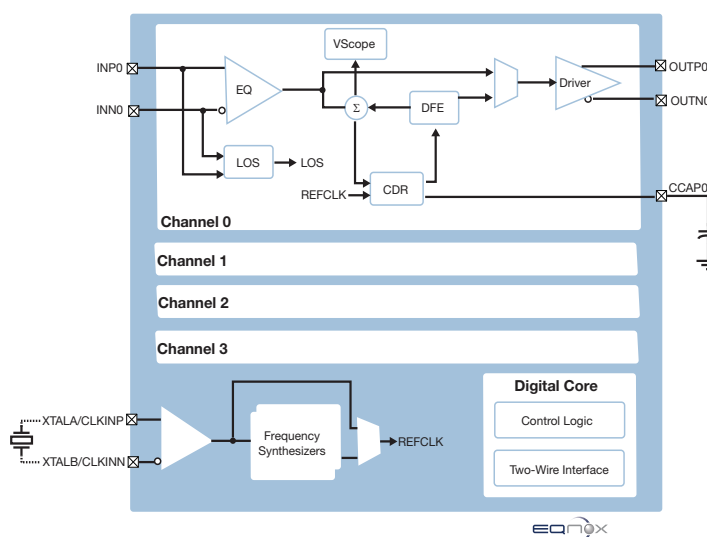 VScope
INP0
EQ
Driver
OUTP0
INN0
Σ
DFE
OUTN0
LOS
LOS
REFCLK
CDR
CCAP0
Channel 0
Channel 1
Channel 2
Channel 3
Digital Core
XTALA/CLKINP
Control Logic
Frequency
Synthesizers
REFCLK
XTALB/CLKINN
Two-Wire Interface
EQNOX